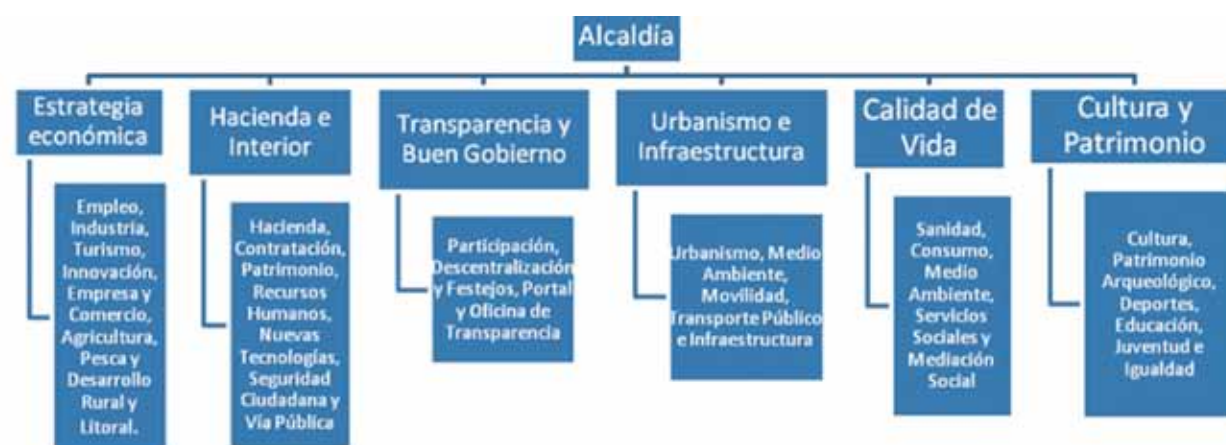 Alcaldía
Estrategia
económica
Hacienda e
Interior
Transparencia y
Buen Gobierno
Urbanismo e
Infraestructura
Calidad de
Vida
Cultura y
Patrimonio
Empleo,
Industria,
Turismo,
Innovación,
Empresa y
Comercio,
Agricultura,
Pesca y
Desarrollo
Rural y
Litoral.
Hacienda,
Contratación,
Patrimonio,
Recursos
Humanos,
Nuevas
Tecnologías,
Seguridad
Ciudadana y
Vía Pública
Participación,
Descentralización
y Festejos, Portal
y Oficina de
Transparencia
Urbanismo, Medio
Ambiente,
Movilidad,
Transporte Público
e Infraestructura
Sanidad,
Consumo,
Medio
Ambiente,
Servicios
Sociales y
Mediación
Social
Cultura,
Patrimonio
Arqueológico,
Deportes,
Educación,
Juventud e
Igualdad